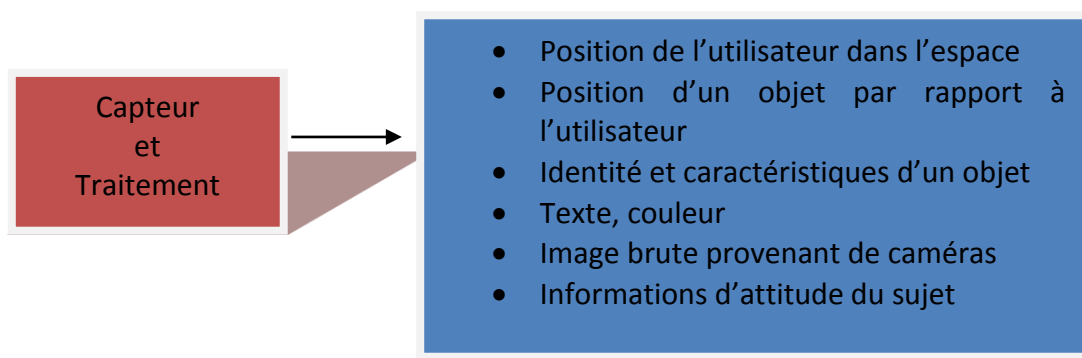 Capteur
et
Traitement
• Position de l’utilisateur dans l’espace
• Position d’un objet par rapport à
l’utilisateur
• Identité et caractéristiques d’un objet
• Texte, couleur
• Image brute provenant de caméras
• Informations d’attitude du sujet